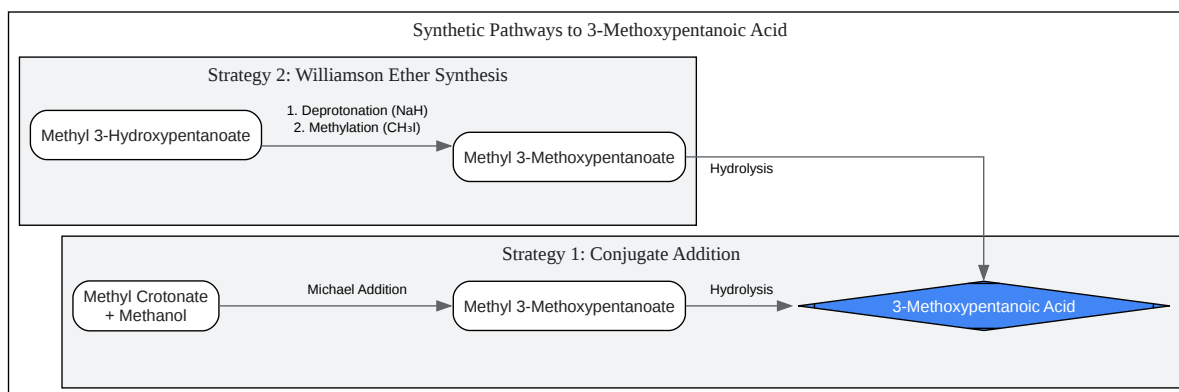 Synthetic Pathways to 3-Methoxypentanoic Acid
Strategy 2: Williamson Ether Synthesis
Methyl 3-Hydroxypentanoate
1. Deprotonation (NaH)
2. Methylation (CH₃I)
Methyl 3-Methoxypentanoate
Hydrolysis
Strategy 1: Conjugate Addition
Methyl Crotonate
+ Methanol
Michael Addition
Methyl 3-Methoxypentanoate
Hydrolysis
3-Methoxypentanoic Acid